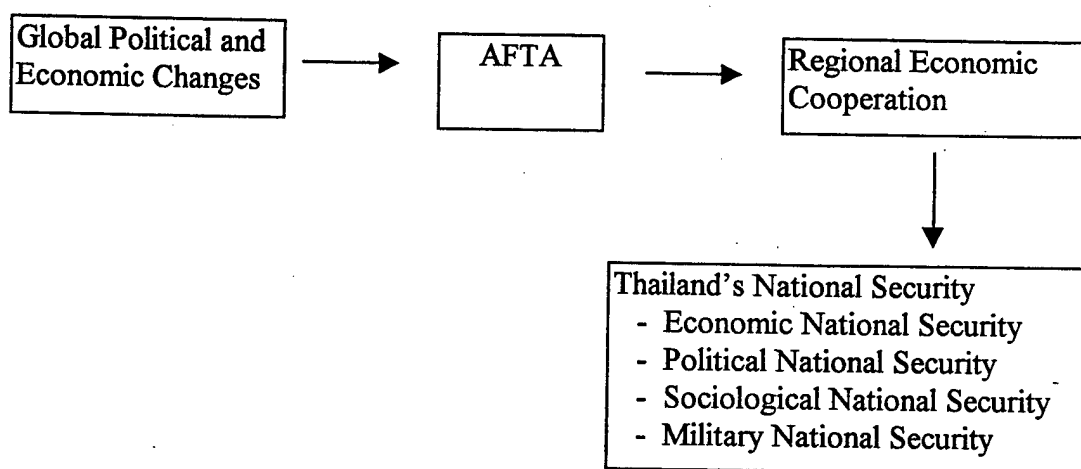 Global Political and
Economic Changes
AFTA
Regional Economic
Cooperation
Thailand's National Security
- Economic National Security
- Political National Security
- Sociological National Security
- Military National Security